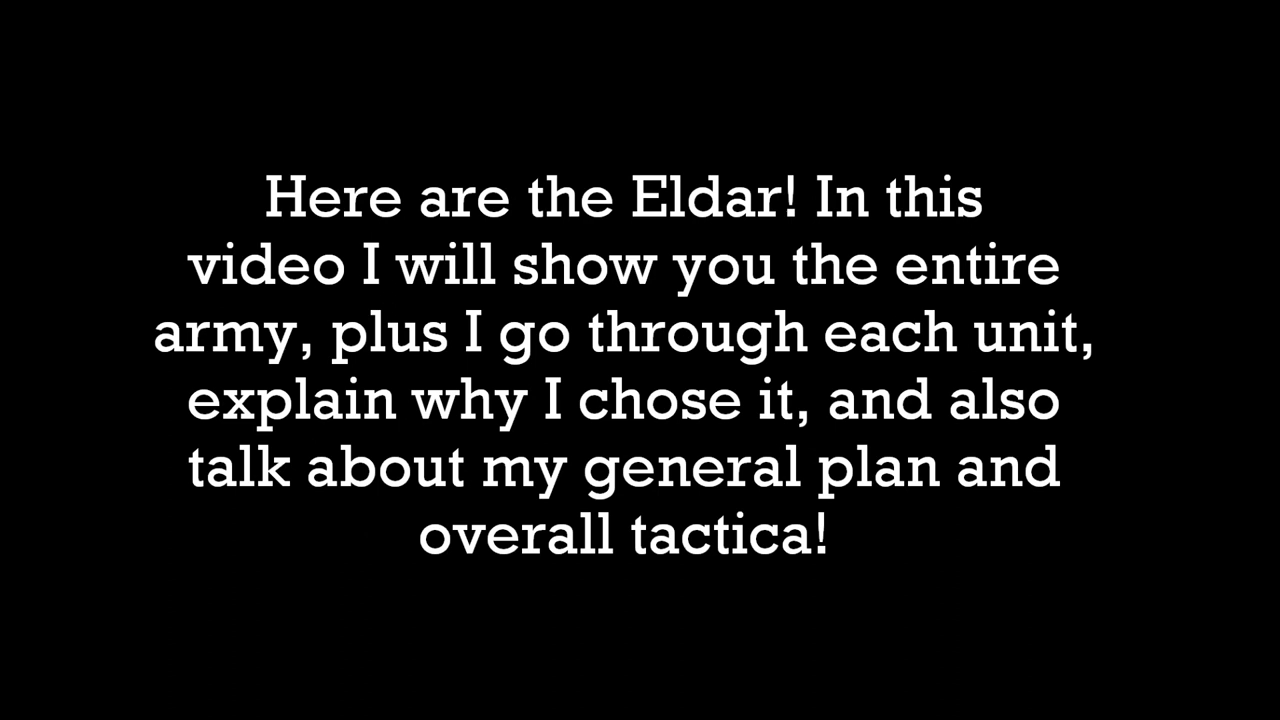 Here are the Eldar! In this
video I will show you the entire
army, plus I go through each unit,
explain why I chose it, and also
talk about my general plan and
overall tactica!